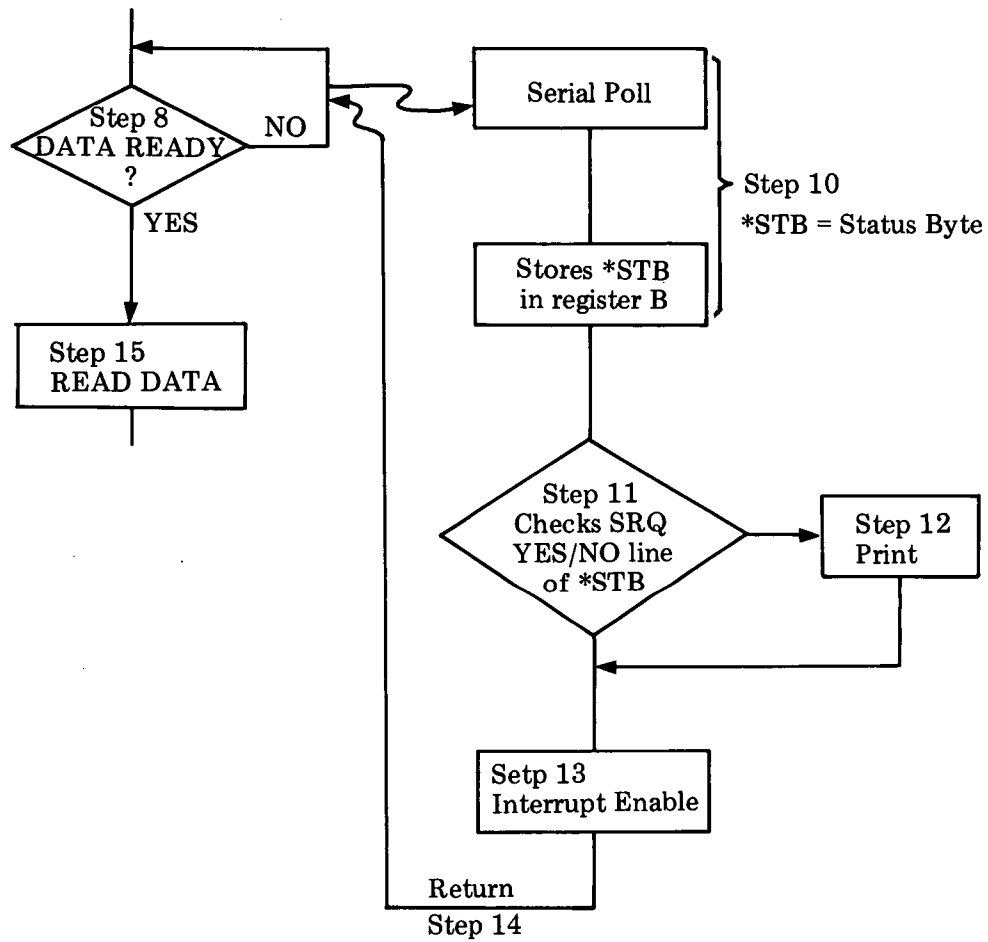 Step 8
DATA READY
?
NO
YES
Step 15
READ DATA
Serial Poll
Stores *STB
in register B
Step 10
*STB = Status Byte
Step 11
Checks SRQ
YES/NO line
of *STB
Step 12
Print
Setp 13
Interrupt Enable
Return
Step 14